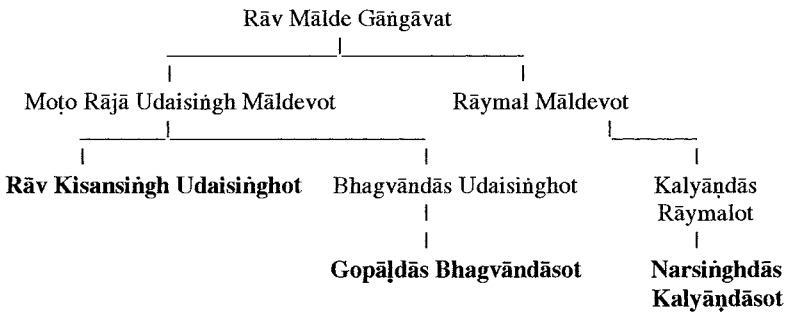 Rāv Mālde Gāṅgāvat
Moṭo Rājā Udaisiṅgh Māldevot Rāymal Māldevot
Rāv Kisansiṅgh Udaisiṅghot Bhagvāndās Udaisiṅghot Kalyāṇdās
Rāymalot
Gopāḷdās Bhagvāndāsot Narsiṅghdās
Kalyāṇdāsot